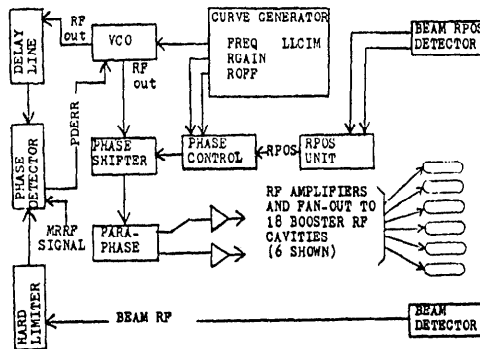 CURVE GENERATOR
FREQ LLCIM
RGAIN
ROFF
BEAM RPOS
DETECTOR
RF
out
VCO
DELAY
LINE
RF
out
PDERR
PHASE
DETECTOR
PHASE
SHIFTER
PHASE
CONTROL
RPOS
RPOS
UNIT
MRRF
SIGNAL
PARA-
PHASE
RF AMPLIFIERS
AND FAN-OUT TO
18 BOOSTER RF
CAVITIES
(6 SHOWN)
HARD
LIMITER
BEAM RF
BEAM
DETECTOR